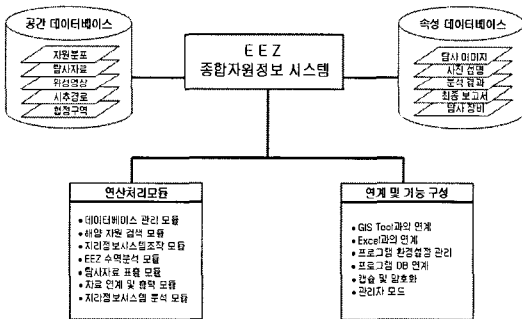 공간 데이터베이스
자원분포
탐사자료
위성영상
시추경로
협정구역
EEZ
종합자원정보 시스템
속성 데이터베이스
탐사 이미지
사진 설명
분석 결과
최종 보고서
탐사 장비
연산처리모듈
• 데이터베이스 관리 모듈
• 해양 자원 검색 모듈
• 지리정보시스템조작 모듈
• EEZ 수역분석 모듈
• 탐사자료 표출 모듈
• 자료 연계 및 출력 모듈
• 지리정보시스템 분석 모듈
연계 및 기능 구성
• GIS Tool과의 연계
• Excel과의 연계
• 프로그램 환경설정 관리
• 프로그램 DB 연계
• 캡슐 및 암호화
• 관리자 모드